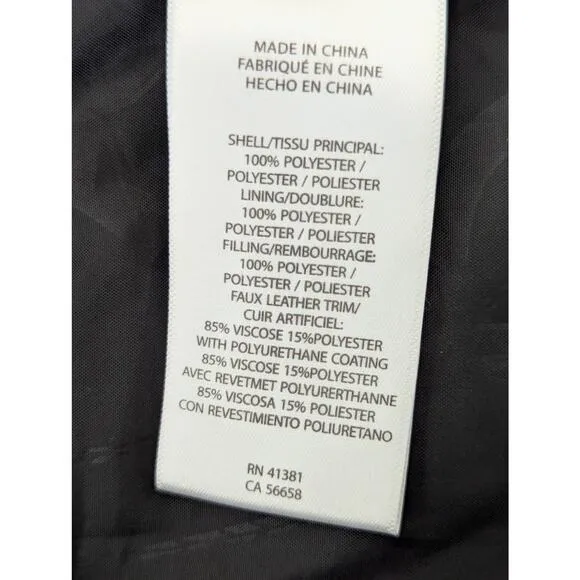 MADE IN CHINA
FABRIQUÉ EN CHINE
HECHO EN CHINA
SHELL/TISSU PRINCIPAL:
100% POLYESTER /
POLYESTER / POLIESTER
LINING/DOUBLURE:
100% POLYESTER /
POLYESTER / POLIESTER
FILLING/REMBOURRAGE:
100% POLYESTER /
POLYESTER / POLIESTER
FAUX LEATHER TRIM/
CUIR ARTIFICIEL:
85% VISCOSE 15%POLYESTER
WITH POLYURETHANE COATING
85% VISCOSE 15%POLYESTER
AVEC REVETMET POLYURERTHANNE
85% VISCOSA 15% POLIESTER
CON REVESTIMIENTO POLIURETANO
RN 41381
CA 56658